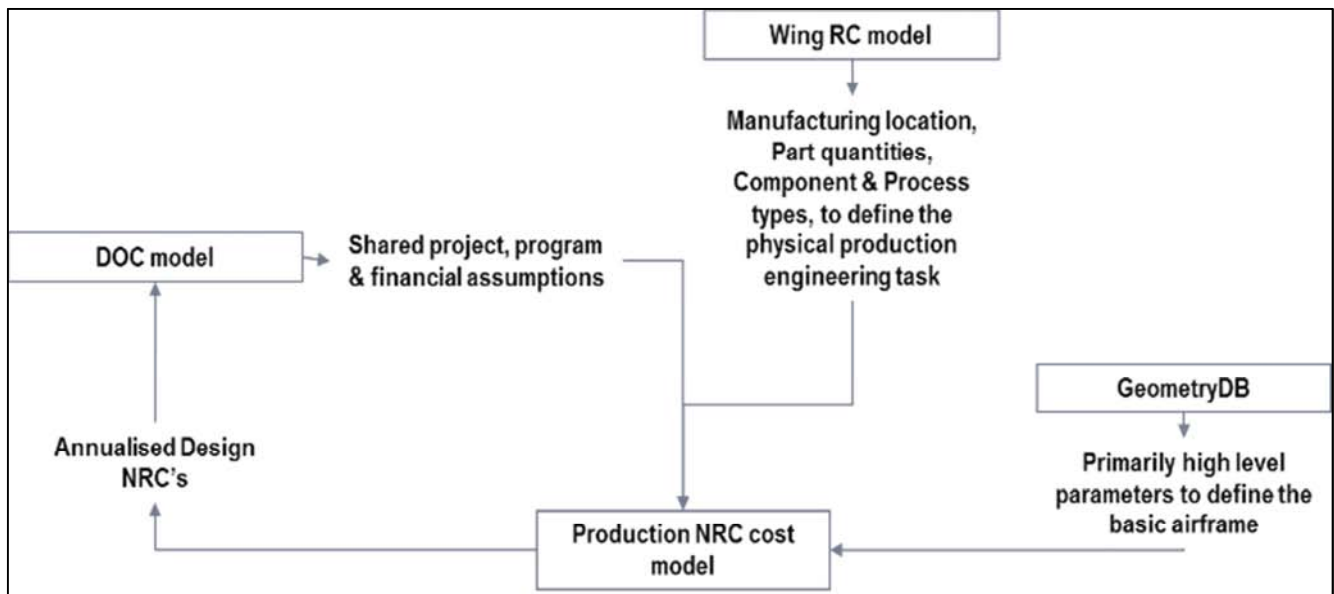 Wing RC model
Manufacturing location,
Part quantities,
Component & Process
types, to define the
physical production
engineering task
DOC model
Shared project, program
& financial assumptions
GeometryDB
Primarily high level
parameters to define the
basic airframe
Annualised Design
NRC's
Production NRC cost
model